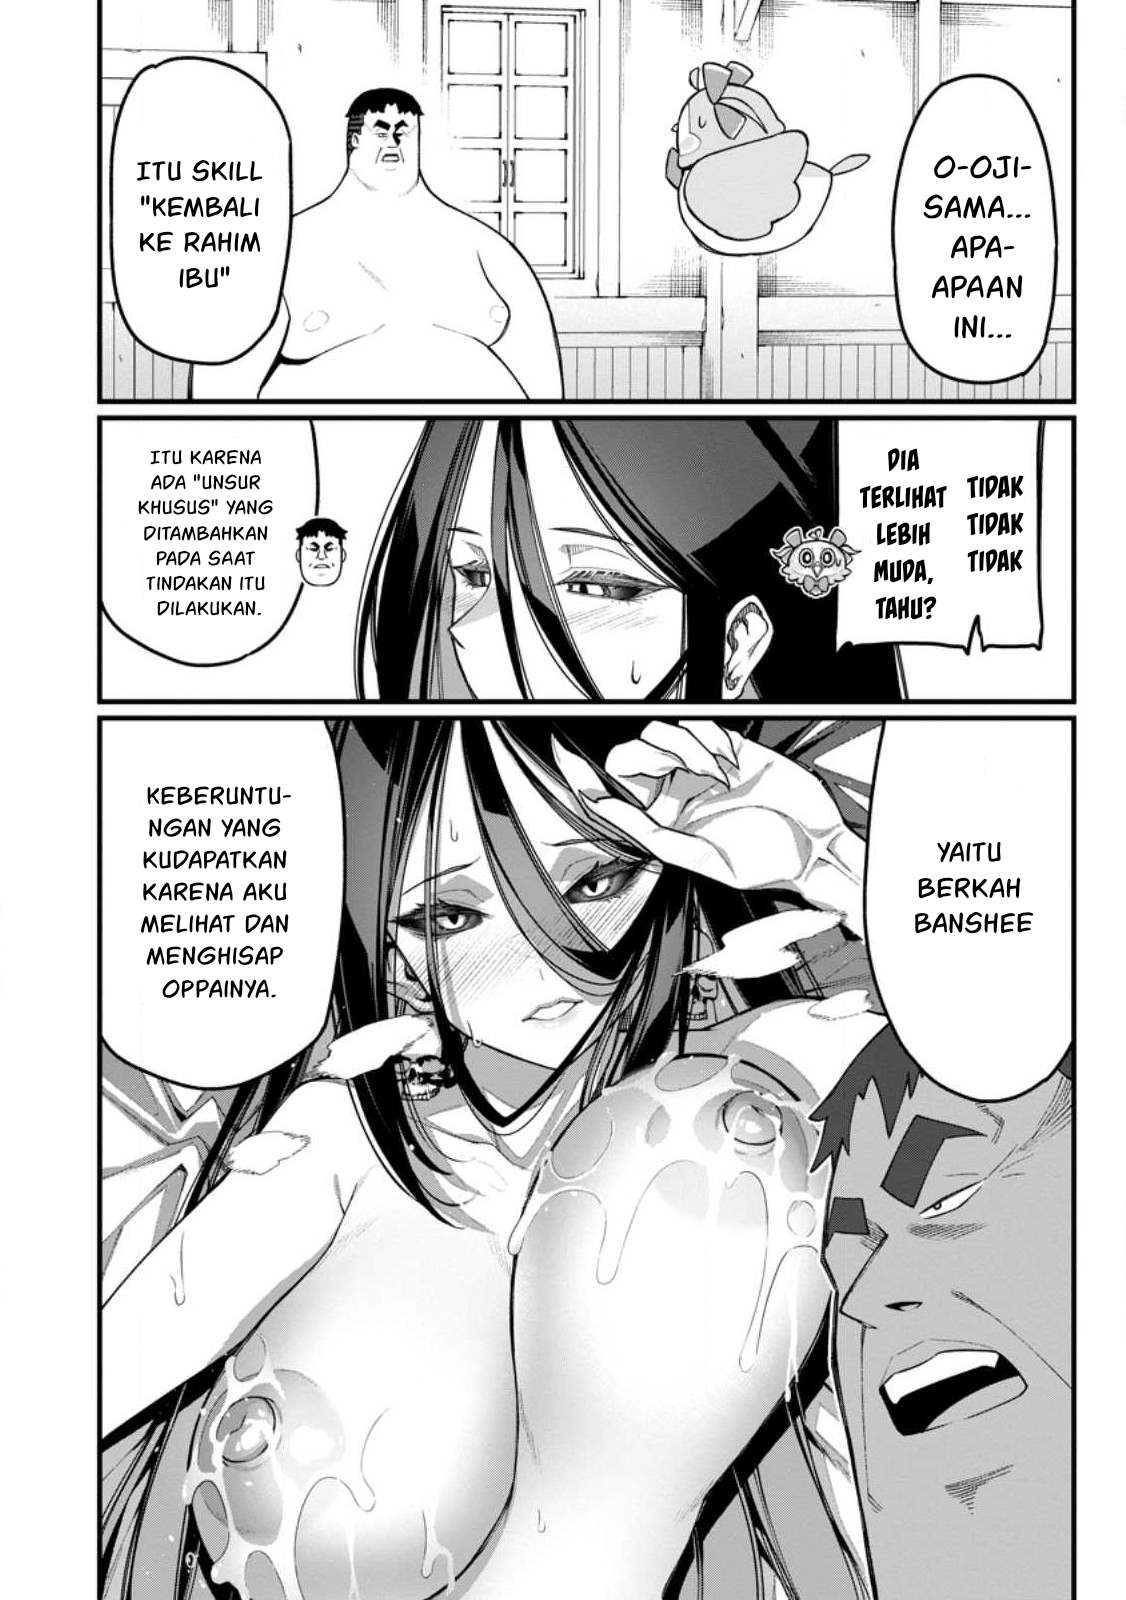 O-OJI-
SAMA...
APA-
APAAN
INI...
ITU SKILL
"KEMBALI
KE RAHIM
IBU"
TIDAK
TIDAK
TIDAK
DIA
TERLIHAT
LEBIH
MUDA,
TAHU?
ITU KARENA
ADA "UNSUR
KHUSUS" YANG
DITAMBAHKAN
PADA SAAT
TINDAKAN ITU
DILAKUKAN.
YAITU
BERKAH
BANSHEE
KEBERUNTU-
NGAN YANG
KUDAPATKAN
KARENA AKU
MELIHAT DAN
MENGHISAP
OPPAINYA.